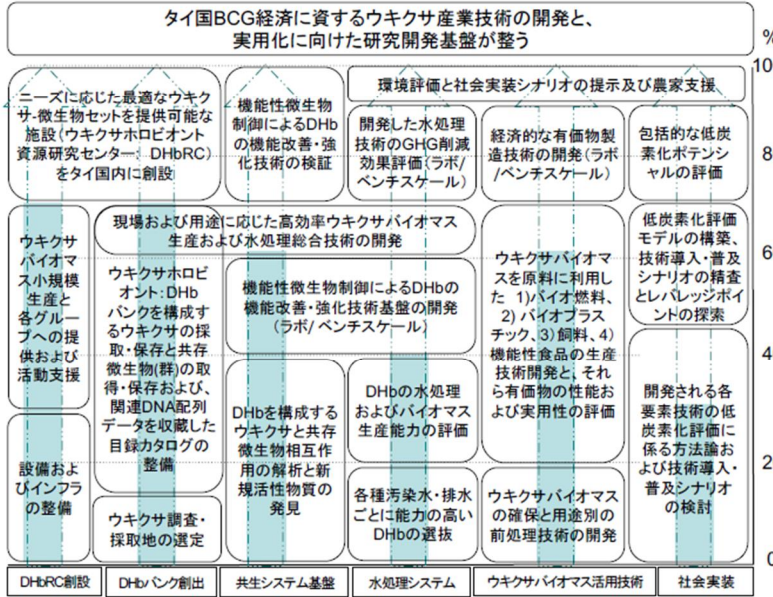 タイ国BCG経済に資するウキクサ産業技術の開発と、
実用化に向けた研究開発基盤が整う
%
10
8
6
4
2
0
ニーズに応じた最適なウキク
サ-微生物セットを提供可能な
施設(ウキクサホロビオント
資源研究センター: DHbRC)
をタイ国内に創設
機能性微生物
制御によるDHb
の機能改善・強
化技術の検証
環境評価と社会実装シナリオの提示及び農家支援
開発した水処理
技術のGHG削減
効果評価(ラボ/
ベンチスケール)
経済的な有価物製
造技術の開発(ラボ
/ベンチスケール)
包括的な低炭
素化ポテンシ
ャルの評価
ウキクサ
バイオマ
ス小規模
生産と
各グルー
プへの提
供および
活動支援
設備およ
びインフラ
の整備
現場および用途に応じた高効率ウキクサバイオマス
生産および水処理総合技術の開発
ウキクサホロビ
オント:DHb
バンクを構成す
るウキクサの採
取・保存と共存
微生物(群)の取
得・保存および、
関連DNA配列
データを収蔵した
目録カタログの
整備
ウキクサ調査・
採取地の選定
機能性微生物制御によるDHbの
機能改善・強化技術基盤の開発
(ラボ/ ベンチスケール)
DHbを構成する
ウキクサと共存
微生物相互作
用の解析と新
規活性物質の
発見
DHbの水処理
およびバイオマス
生産能力の評価
各種汚染水・排水
ごとに能力の高い
DHbの選抜
ウキクサバイオマ
スを原料に利用し
た 1)バイオ燃料、
2) バイオプラス
チック、3)飼料、4)
機能性食品の生産
技術開発と、それ
ら有価物の性能お
よび実用性の評価
ウキクサバイオマス
の確保と用途別の
前処理技術の開発
低炭素化評価
モデルの構築、
技術導入・普及
シナリオの精査
とレバレッジポイ
ントの探索
開発される各
要素技術の低
炭素化評価に
係る方法論お
よび技術導入・
普及シナリオ
の検討
DHbRC創設
DHbバンク創出
共生システム基盤
水処理システム
ウキクサバイオマス活用技術
社会実装